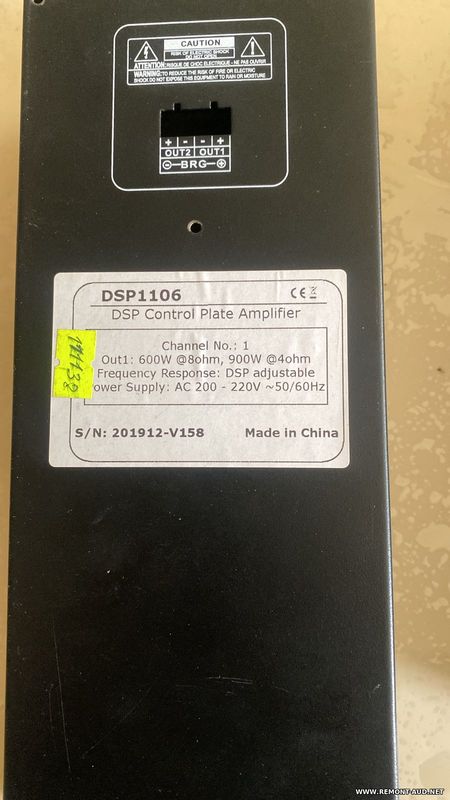 CAUTION
RISK OF ELECTRIC SHOCK
DO NOT OPEN
ATTENTION:RISQUE DE CHOC ELECTRIQUE - NE PAS OUVRIR
WARNING:TO REDUCE THE RISK OF FIRE OR ELECTRIC
SHOCK DO NOT EXPOSE THIS EQUIPMENT TO RAIN OR MOISTURE
+ - - +
OUT2 OUT1
-BRG+
DSP1106 CE
DSP Control Plate Amplifier
Channel No.: 1
Out1: 600W @8ohm, 900W @4ohm
Frequency Response: DSP adjustable
ower Supply: AC 200 - 220V ~50/60Hz
S/N: 201912-V158 Made in China
WWW.REMONT-AUD.NET